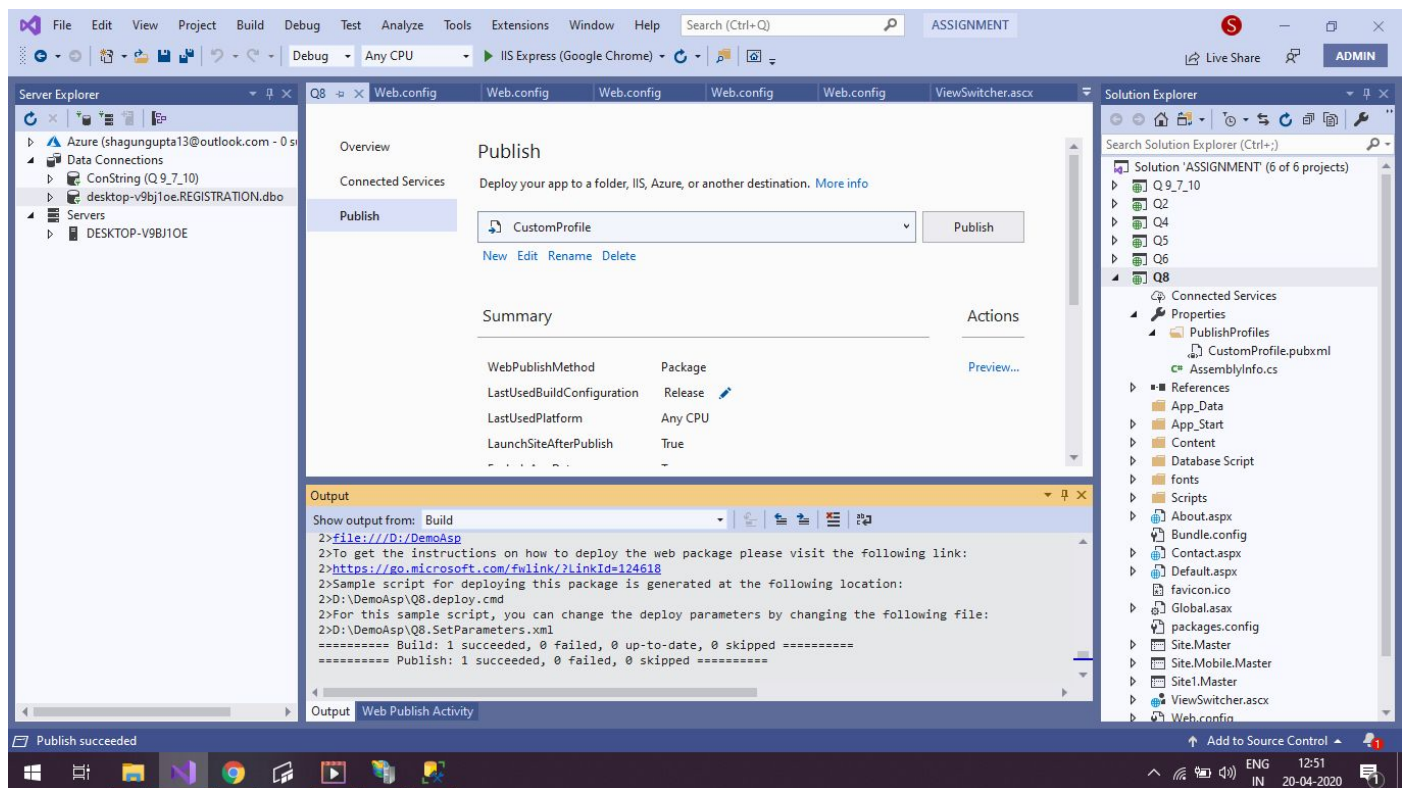 File Edit View Project Build Debug Test Analyze Tools Extensions Window Help Search (Ctrl+Q) ASSIGNMENT S
Debug Any CPU IIS Express (Google Chrome) Live Share ADMIN
Server Explorer
Azure (shagungupta13@outlook.com - 0 su
Data Connections
ConString (Q 9_7_10)
desktop-v9bj1oe.REGISTRATION.dbo
Servers
DESKTOP-V9BJ1OE
Q8 Web.config Web.config Web.config Web.config Web.config ViewSwitcher.ascx
Overview
Connected Services
Publish
Publish
Deploy your app to a folder, IIS, Azure, or another destination. More info
CustomProfile Publish
New Edit Rename Delete
Summary Actions
WebPublishMethod Package Preview...
LastUsedBuildConfiguration Release
LastUsedPlatform Any CPU
LaunchSiteAfterPublish True
Output
Show output from: Build
2>file:///D:/DemoAsp
2>To get the instructions on how to deploy the web package please visit the following link:
2>https://go.microsoft.com/fwlink/?LinkId=124618
2>Sample script for deploying this package is generated at the following location:
2>D:\DemoAsp\Q8.deploy.cmd
2>For this sample script, you can change the deploy parameters by changing the following file:
2>D:\DemoAsp\Q8.SetParameters.xml
========== Build: 1 succeeded, 0 failed, 0 up-to-date, 0 skipped ==========
========== Publish: 1 succeeded, 0 failed, 0 skipped ==========
Output Web Publish Activity
Solution Explorer
Search Solution Explorer (Ctrl+;)
Solution 'ASSIGNMENT' (6 of 6 projects)
Q 9_7_10
Q2
Q4
Q5
Q6
Q8
Connected Services
Properties
PublishProfiles
CustomProfile.pubxml
C# AssemblyInfo.cs
References
App_Data
App_Start
Content
Database Script
fonts
Scripts
About.aspx
Bundle.config
Contact.aspx
Default.aspx
favicon.ico
Global.asax
packages.config
Site.Master
Site.Mobile.Master
Site1.Master
ViewSwitcher.ascx
Web.config
Publish succeeded Add to Source Control 1
ENG 12:51
IN 20-04-2020 1